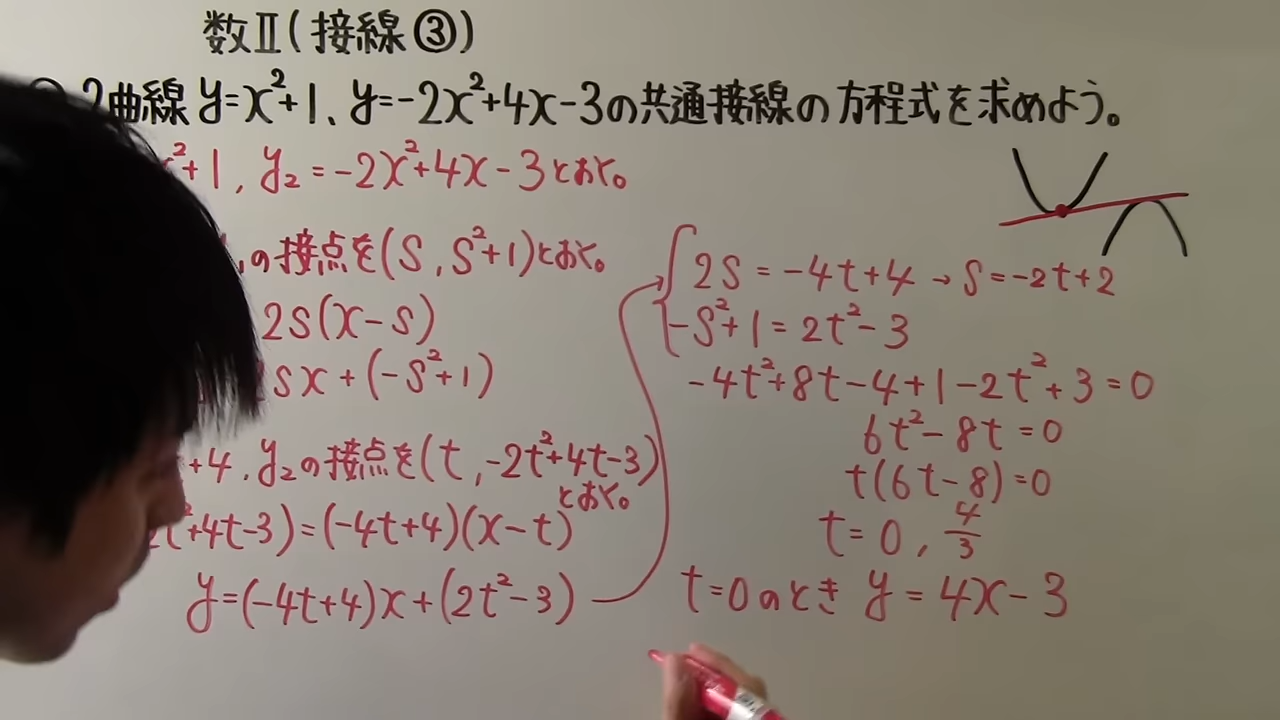 数Ⅱ(接線③)
2曲線 y=x²+1、y=-2x²+4x-3の共通接線の方程式を求めよう。
x²+1, y₂=-2x²+4x-3とおく。
の接点を(s, s²+1)とおく。
2s(x-s)
2sx+(-s²+1)
+4, y₂の接点を(t, -2t²+4t-3)
とおく。
2t²+4t-3)=(-4t+4)(x-t)
y=(-4t+4)x+(2t²-3)
2s=-4t+4→s=-2t+2
-s²+1=2t²-3
-4t²+8t-4+1-2t²+3=0
6t²-8t=0
t(6t-8)=0
t=0, 4/3
t=0のとき y=4x-3